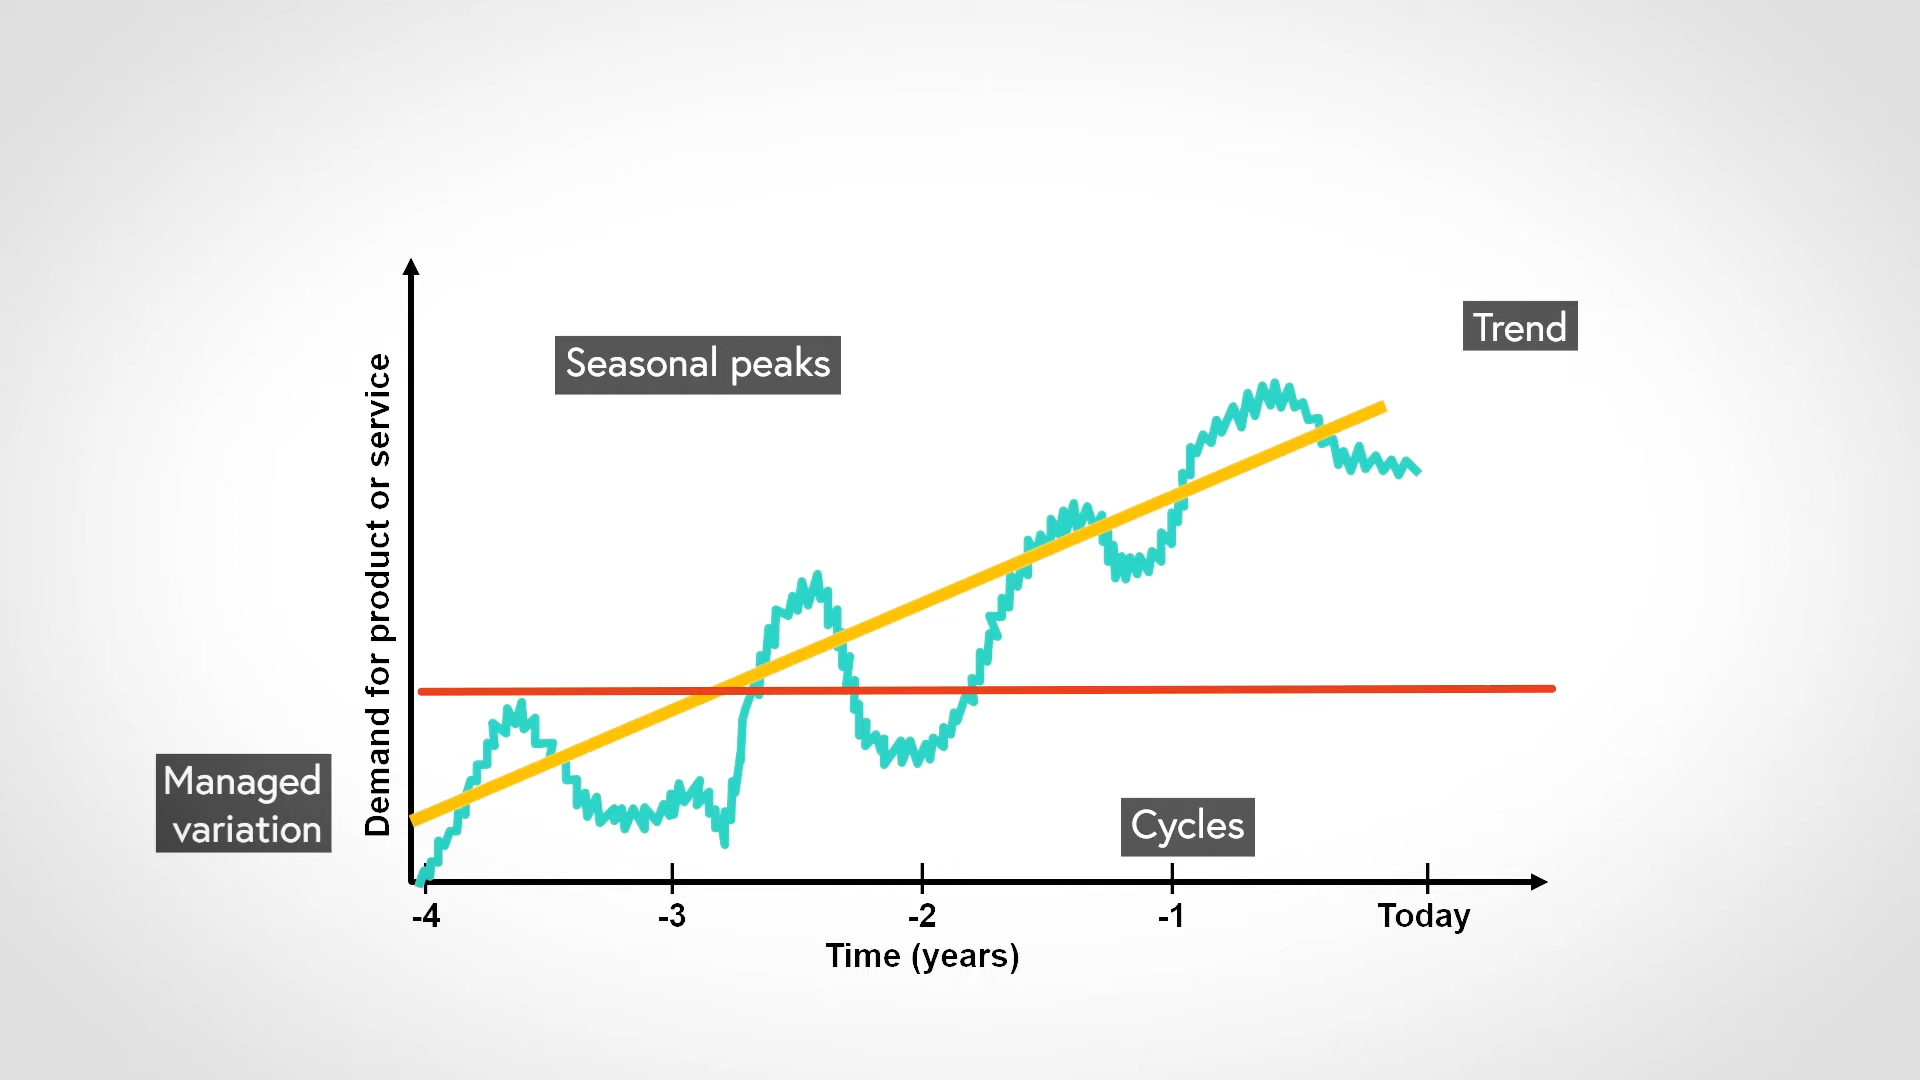 Trend
Seasonal peaks
Demand for product or service
Managed
variation
Cycles
-4
-3
-2
-1
Today
Time (years)